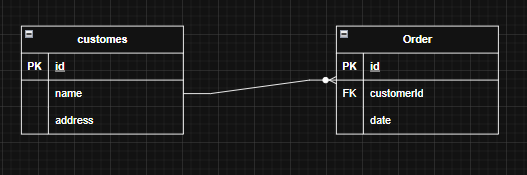 customes
PK id
name
address
Order
PK id
FK customerId
date